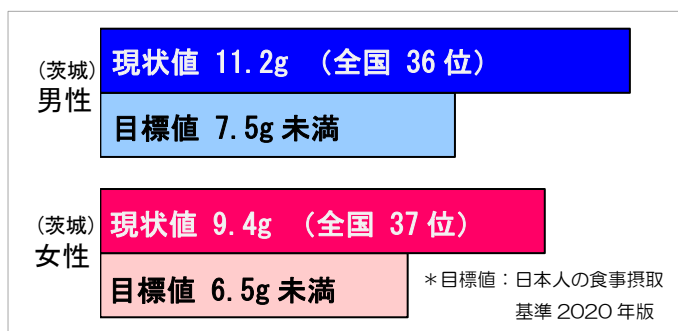 (茨城)
男性
現状値 11.2g (全国 36 位)
目標値 7.5g 未満
(茨城)
女性
現状値 9.4g (全国 37 位)
目標値 6.5g 未満
＊目標値：日本人の食事摂取
基準 2020 年版